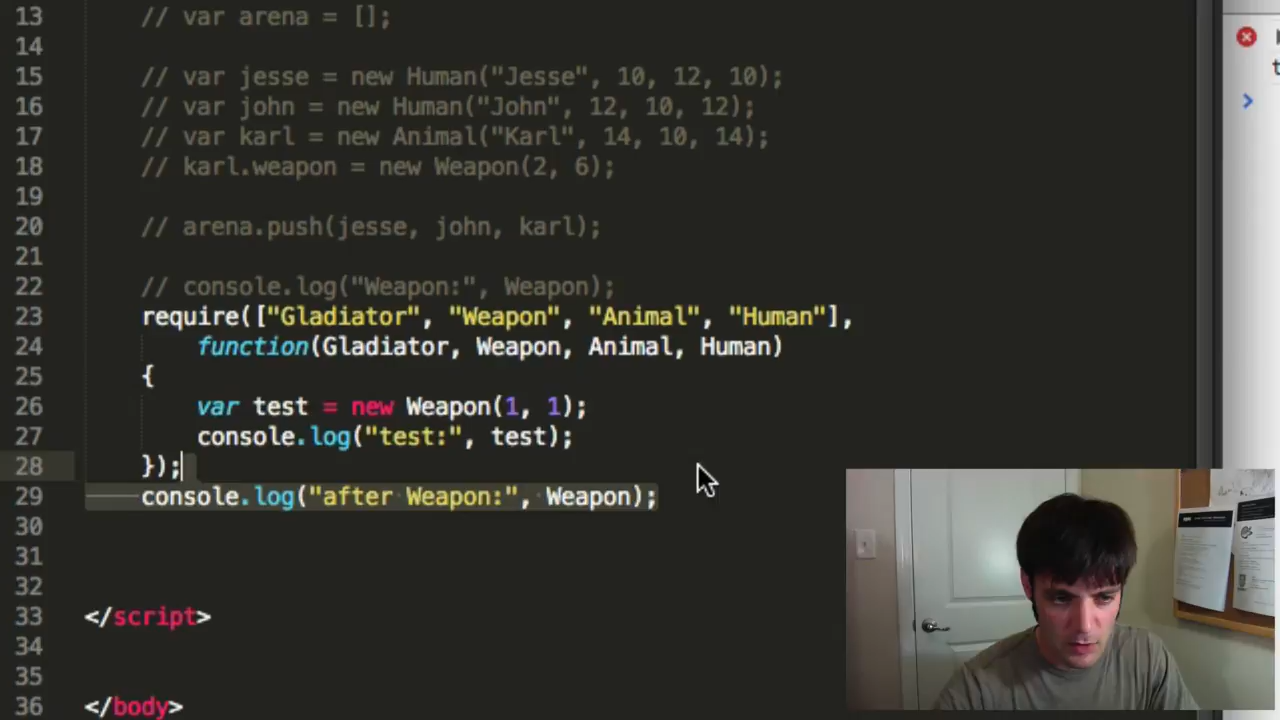 13 // var arena = [];
14
15 // var jesse = new Human("Jesse", 10, 12, 10);
16 // var john = new Human("John", 12, 10, 12);
17 // var karl = new Animal("Karl", 14, 10, 14);
18 // karl.weapon = new Weapon(2, 6);
19
20 // arena.push(jesse, john, karl);
21
22 // console.log("Weapon:", Weapon);
23 require(["Gladiator", "Weapon", "Animal", "Human"],
24 function(Gladiator, Weapon, Animal, Human)
25 {
26 var test = new Weapon(1, 1);
27 console.log("test:", test);
28 });
29 console.log("after Weapon:", Weapon);
30
31
32
33 </script>
34
35
36 </body>